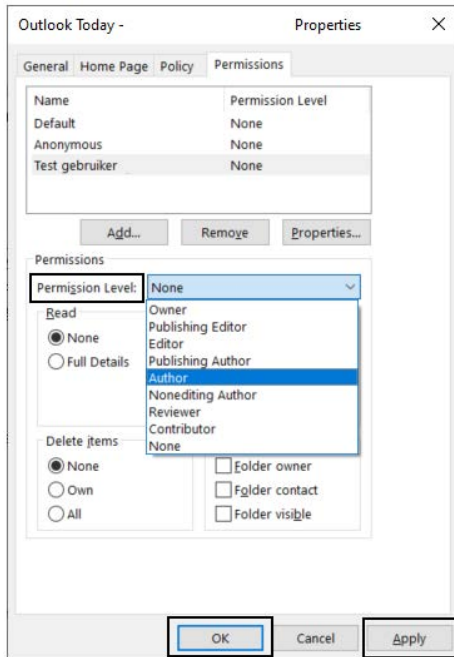 Outlook Today - Properties
General Home Page Policy Permissions
Name Permission Level
Default None
Anonymous None
Test gebruiker None
Add... Remove Properties...
Permissions
Permission Level: None
Read
None
Full Details
Owner
Publishing Editor
Editor
Publishing Author
Author
Nonediting Author
Reviewer
Contributor
None
Delete items
None
Own
All
Folder owner
Folder contact
Folder visible
OK Cancel Apply